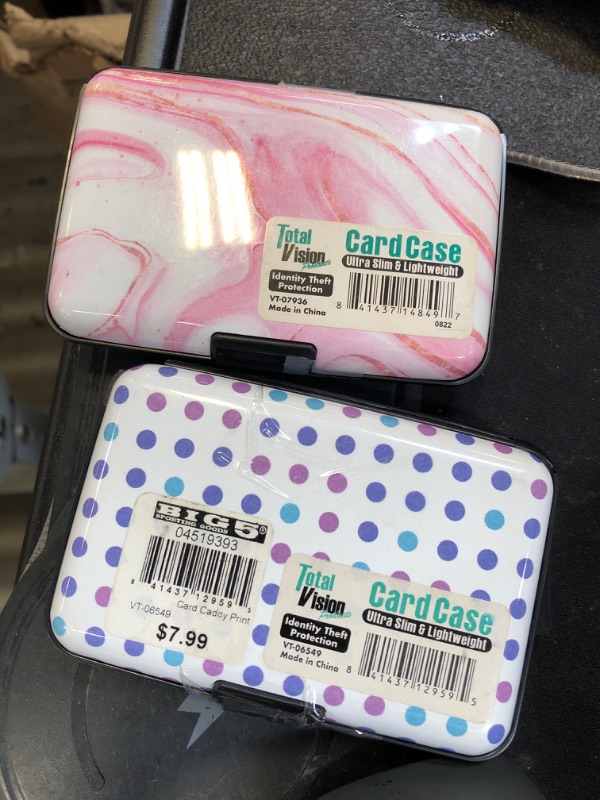 Total
Vision
Products
Card Case
Ultra Slim & Lightweight
Identity Theft
Protection
VT-07936
Made in China
8 41437 14849 7
0822
BIG 5®
SPORTING GOODS
04519393
8 41437 12959 5
VT-06549 Card Caddy Print
$7.99
Total
Vision
Products
Card Case
Ultra Slim & Lightweight
Identity Theft
Protection
VT-06549
Made in China
8 41437 12959 5